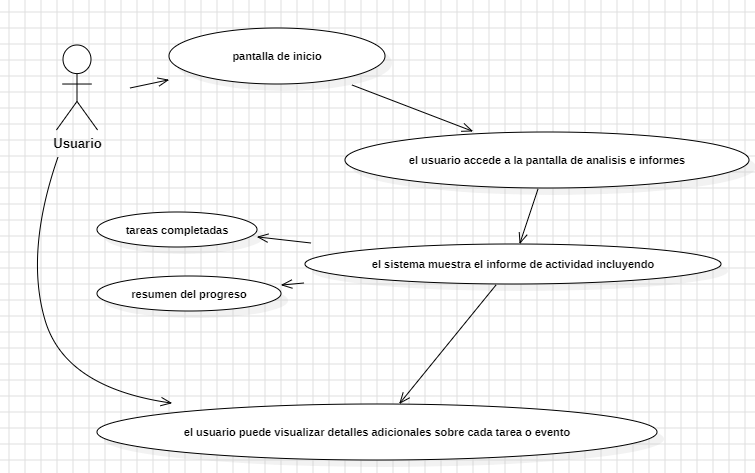 pantalla de inicio
Usuario
el usuario accede a la pantalla de analisis e informes
tareas completadas
el sistema muestra el informe de actividad incluyendo
resumen del progreso
el usuario puede visualizar detalles adicionales sobre cada tarea o evento